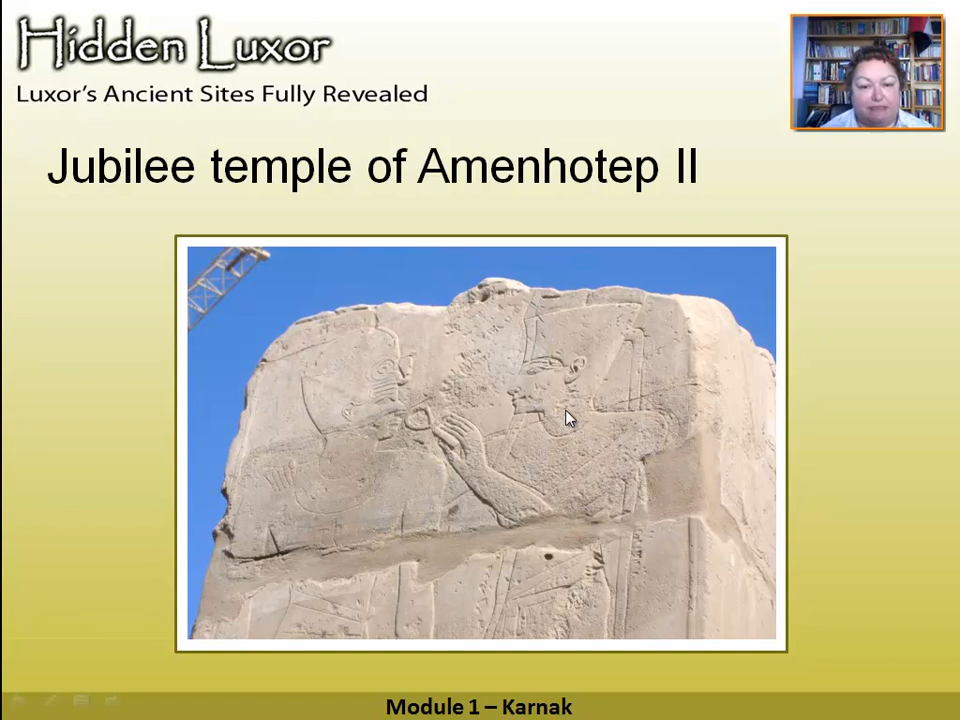 Hidden Luxor
Luxor's Ancient Sites Fully Revealed
Jubilee temple of Amenhotep II
Module 1 – Karnak